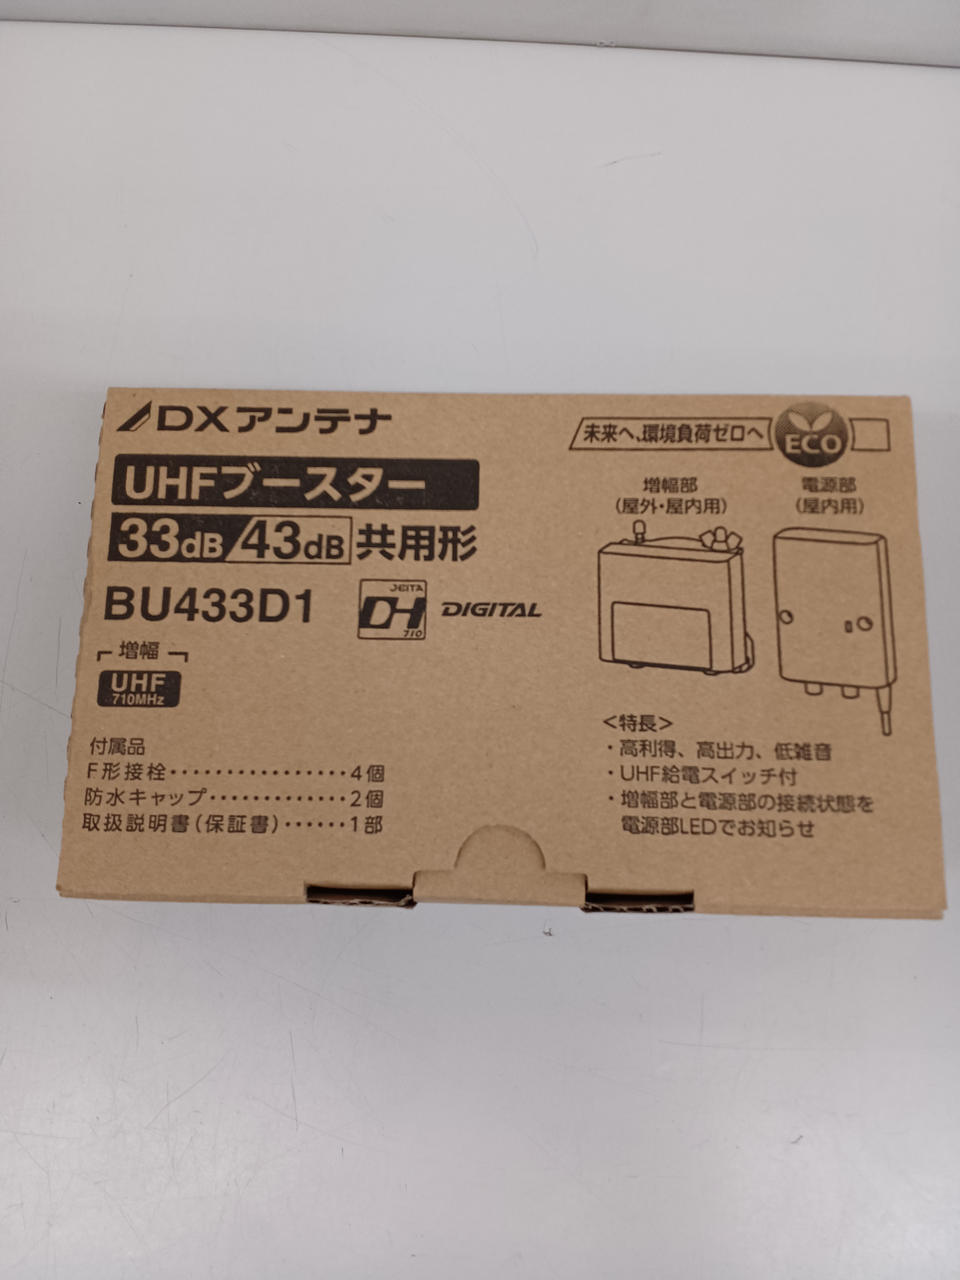 DXアンテナ
UHFブースター
33dB/43dB 共用形
BU433D1
JEITA
DH
710
DIGITAL
増幅
UHF
710MHz
付属品
F形接栓・・・・・・・・・・・・・・・・4個
防水キャップ・・・・・・・・・・・・・2個
取扱説明書(保証書)・・・・・・1部
未来へ、環境負荷ゼロへ
ECO
増幅部
(屋外・屋内用)
電源部
(屋内用)
<特長>
・高利得、高出力、低雑音
・UHF給電スイッチ付
・増幅部と電源部の接続状態を
電源部LEDでお知らせ